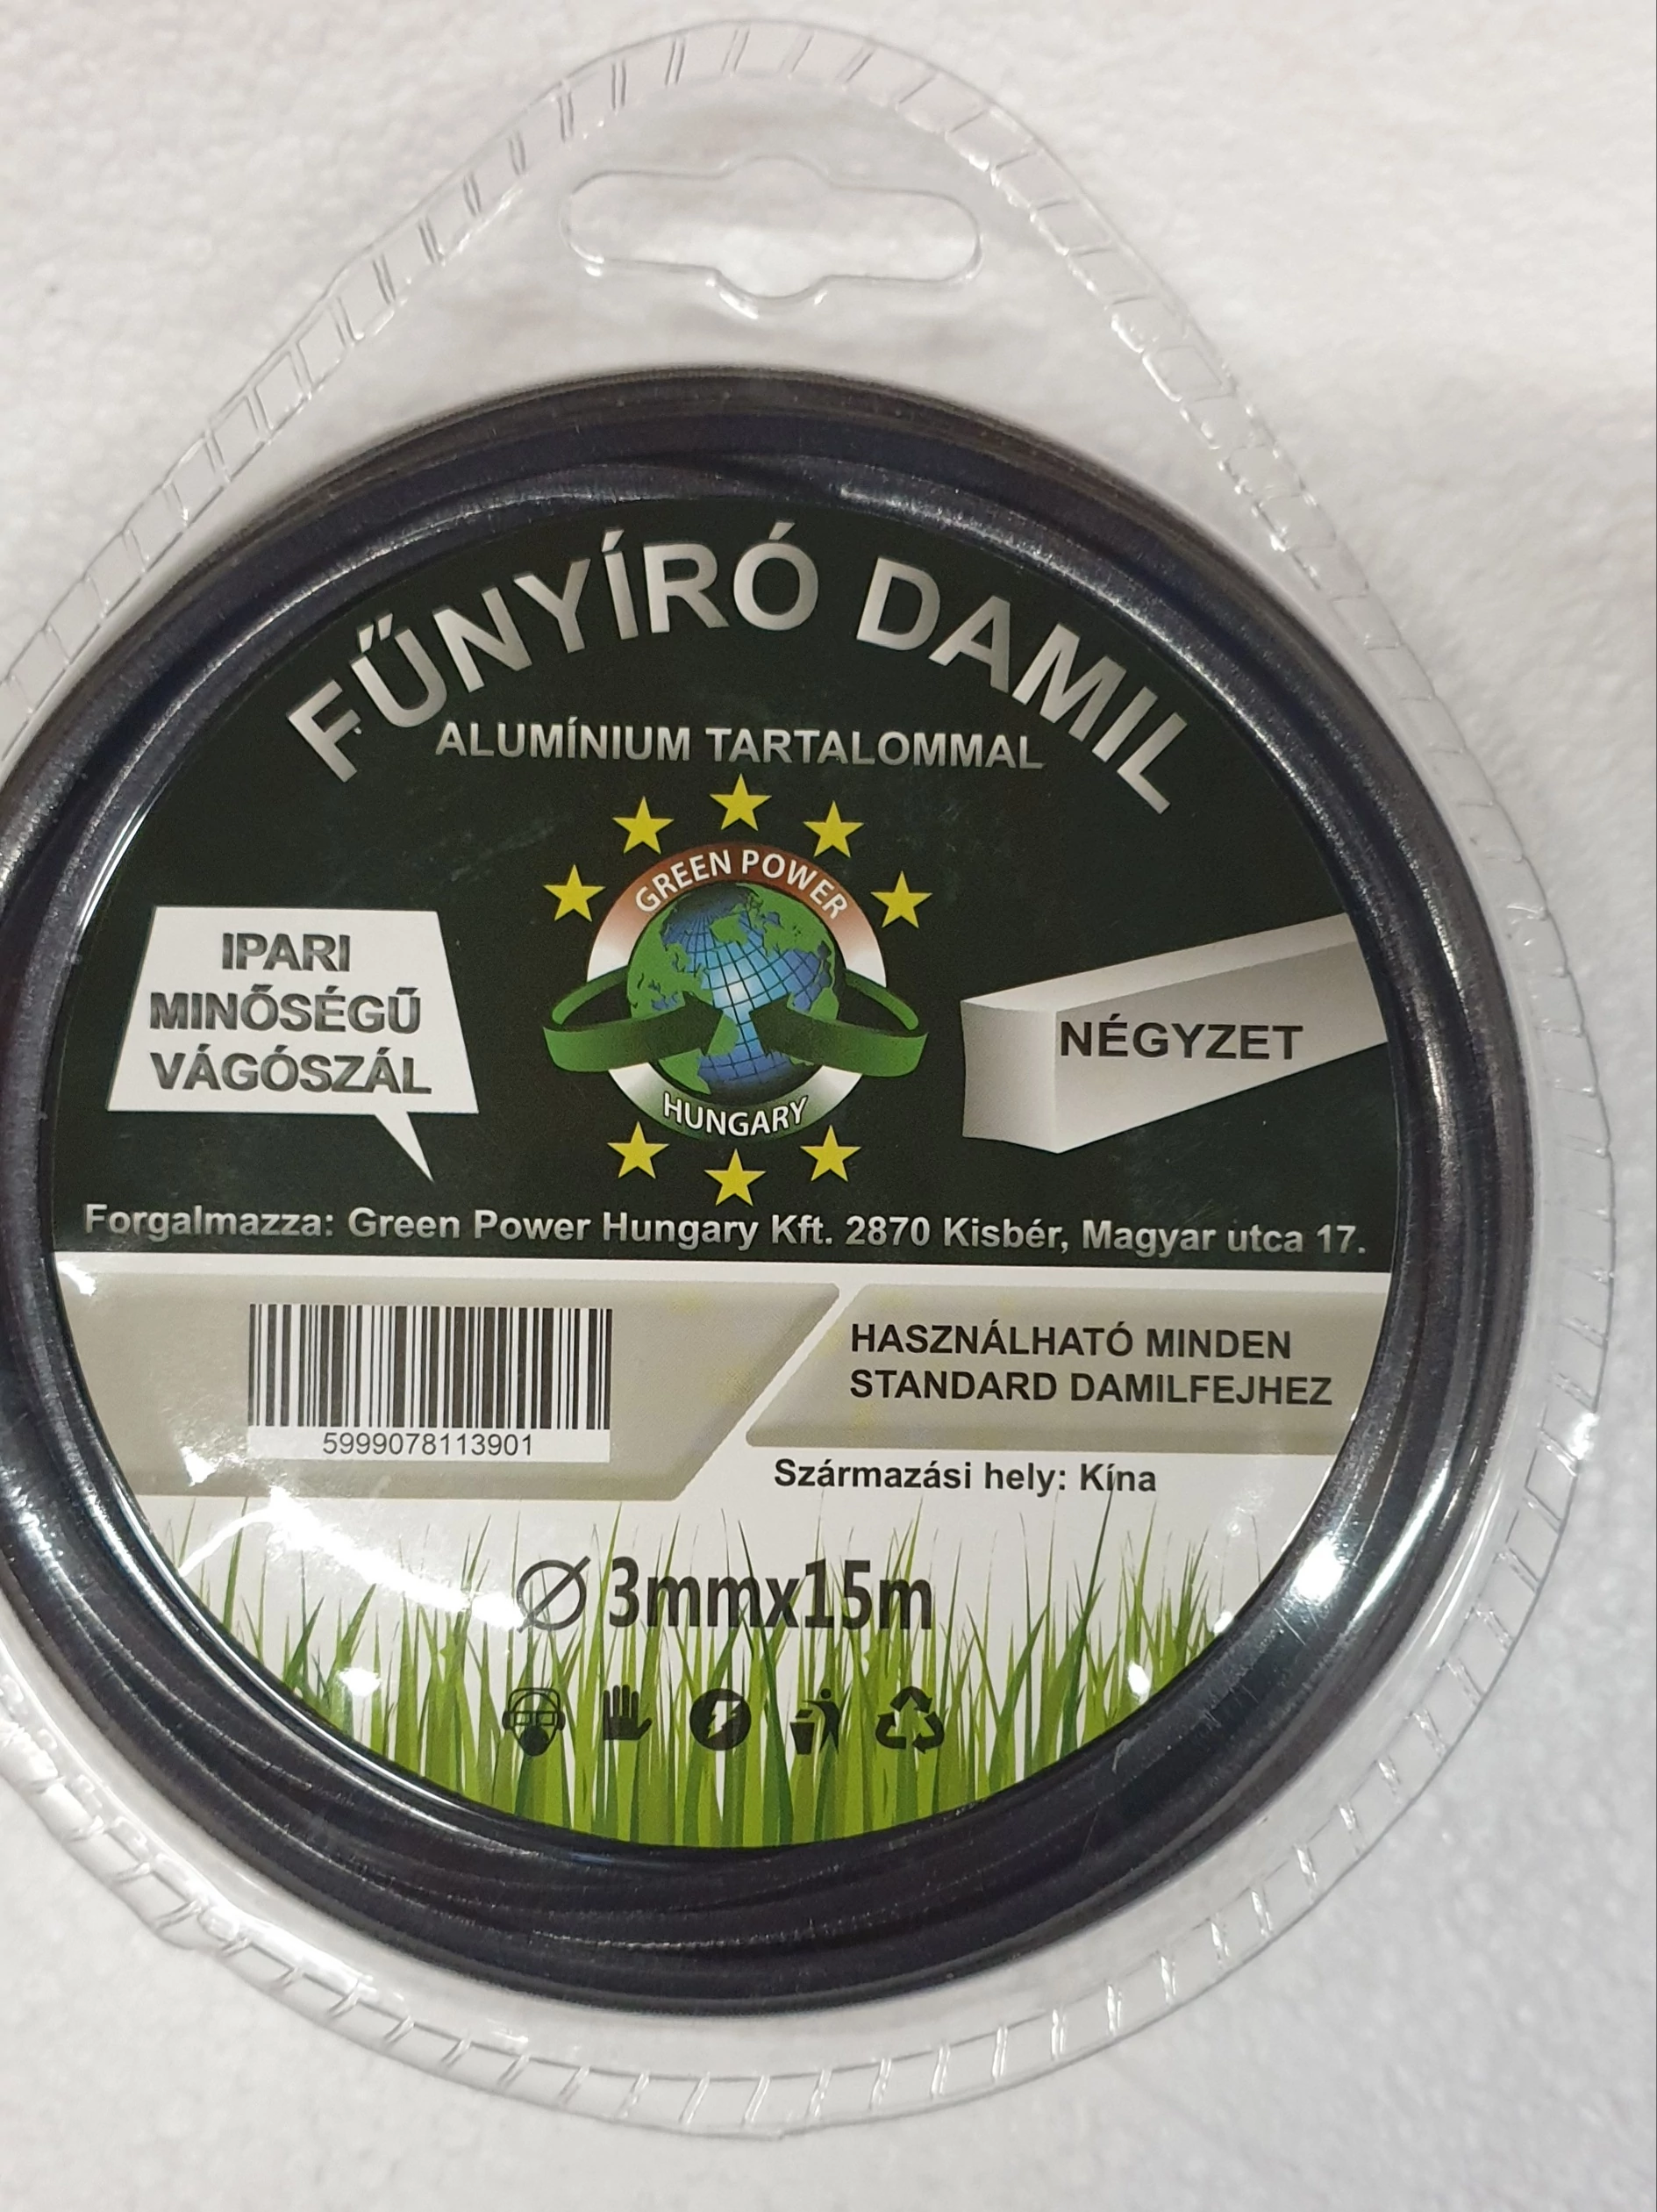 FŰNYÍRÓ DAMIL
ALUMÍNIUM TARTALOMMAL
GREEN POWER
HUNGARY
IPARI
MINŐSÉGŰ
VÁGÓSZÁL
NÉGYZET
Forgalmazza: Green Power Hungary Kft. 2870 Kisbér, Magyar utca 17.
5999078113901
HASZNÁLHATÓ MINDEN
STANDARD DAMILFEJHEZ
Származási hely: Kína
Ø 3mmx15m